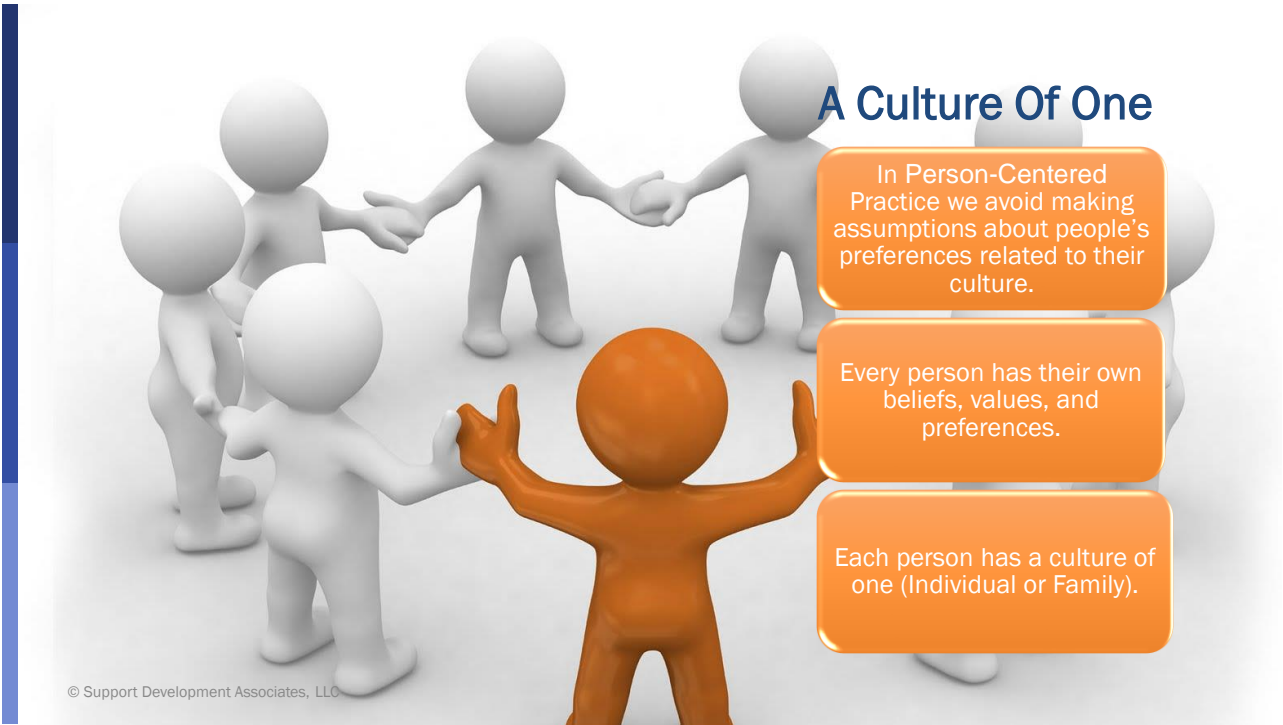 A Culture Of One
In Person-Centered
Practice we avoid making
assumptions about people’s
preferences related to their
culture.
Every person has their own
beliefs, values, and
preferences.
Each person has a culture of
one (Individual or Family).
© Support Development Associates, LLC